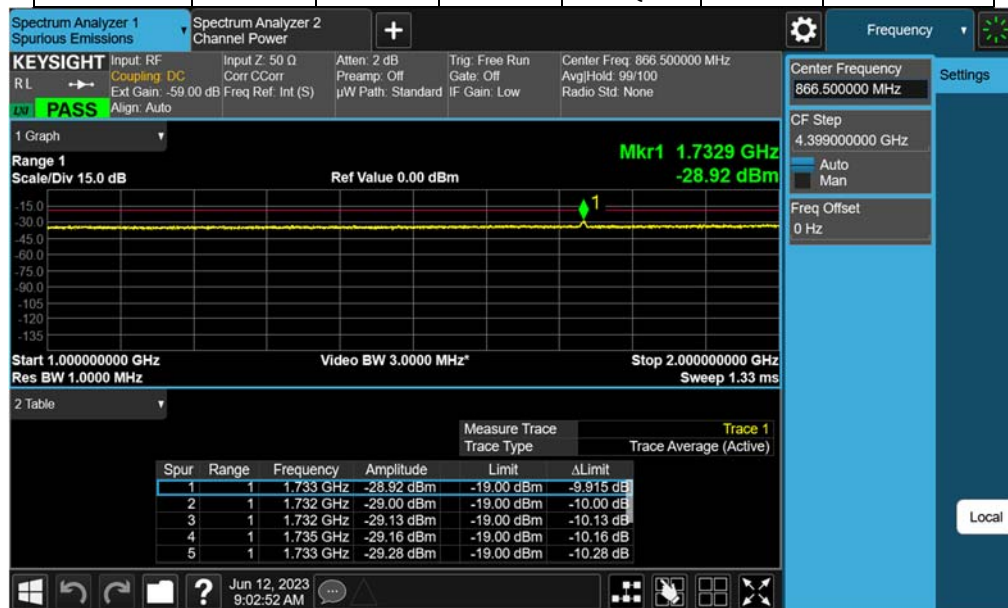 Spectrum Analyzer 1
Spurious Emissions
Spectrum Analyzer 2
Channel Power
Frequency
KEYSIGHT
R L
LXI
PASS
Input: RF
Coupling: DC
Ext Gain: -59.00 dB
Align: Auto
Input Z: 50 Ω
Corr CCorr
Freq Ref: Int (S)
Atten: 2 dB
Preamp: Off
µW Path: Standard
Trig: Free Run
Gate: Off
IF Gain: Low
Center Freq: 866.500000 MHz
Avg|Hold: 99/100
Radio Std: None
Center Frequency
866.500000 MHz
Settings
CF Step
4.399000000 GHz
Auto
Man
Freq Offset
0 Hz
Local
1 Graph
Range 1
Scale/Div 15.0 dB
Ref Value 0.00 dBm
Mkr1 1.7329 GHz
-28.92 dBm
1
-15.0
-30.0
-45.0
-60.0
-75.0
-90.0
-105
-120
-135
Start 1.000000000 GHz Video BW 3.0000 MHz* Stop 2.000000000 GHz
Res BW 1.0000 MHz Sweep 1.33 ms
2 Table
Measure Trace Trace 1
Trace Type Trace Average (Active)
Spur Range Frequency Amplitude Limit ΔLimit
1 1 1.733 GHz -28.92 dBm -19.00 dBm -9.915 dB
2 1 1.732 GHz -29.00 dBm -19.00 dBm -10.00 dB
3 1 1.732 GHz -29.13 dBm -19.00 dBm -10.13 dB
4 1 1.735 GHz -29.16 dBm -19.00 dBm -10.16 dB
5 1 1.733 GHz -29.28 dBm -19.00 dBm -10.28 dB
?
Jun 12, 2023
9:02:52 AM